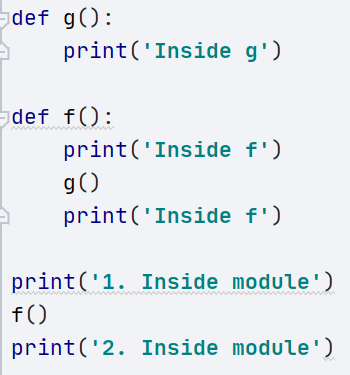 def g():
    print('Inside g')
def f():
    print('Inside f')
    g()
    print('Inside f')
print('1. Inside module')
f()
print('2. Inside module')